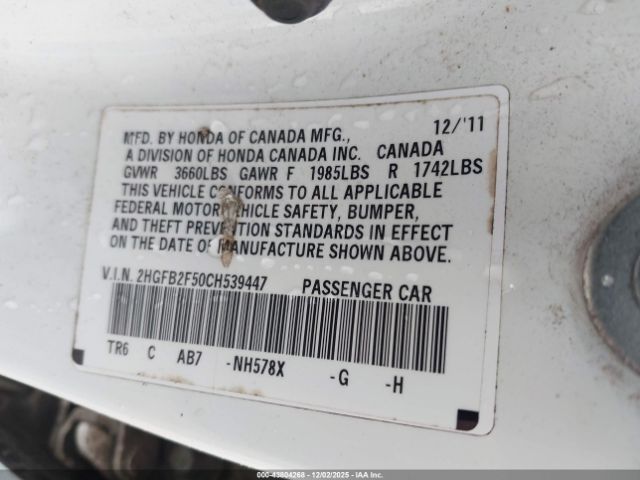 12/'11
MFD. BY HONDA OF CANADA MFG.,
A DIVISION OF HONDA CANADA INC. CANADA
GVWR 3660LBS GAWR F 1985LBS R 1742LBS
THIS VEHICLE CONFORMS TO ALL APPLICABLE
FEDERAL MOTOR VEHICLE SAFETY, BUMPER,
AND THEFT PREVENTION STANDARDS IN EFFECT
ON THE DATE OF MANUFACTURE SHOWN ABOVE.
V.I.N. 2HGFB2F50CH539447 PASSENGER CAR
TR6 C AB7 -NH578X -G -H
000-43804268 - 12/02/2025 - IAAI.COM